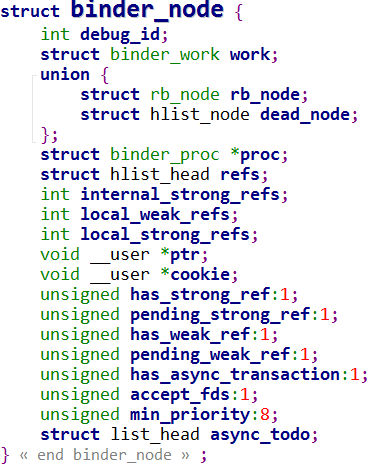 struct binder_node {
int debug_id;
struct binder_work work;
union {
struct rb_node rb_node;
struct hlist_node dead_node;
};
struct binder_proc *proc;
struct hlist_head refs;
int internal_strong_refs;
int local_weak_refs;
int local_strong_refs;
void __user *ptr;
void __user *cookie;
unsigned has_strong_ref:1;
unsigned pending_strong_ref:1;
unsigned has_weak_ref:1;
unsigned pending_weak_ref:1;
unsigned has_async_transaction:1;
unsigned accept_fds:1;
unsigned min_priority:8;
struct list_head async_todo;
} « end binder_node » ;